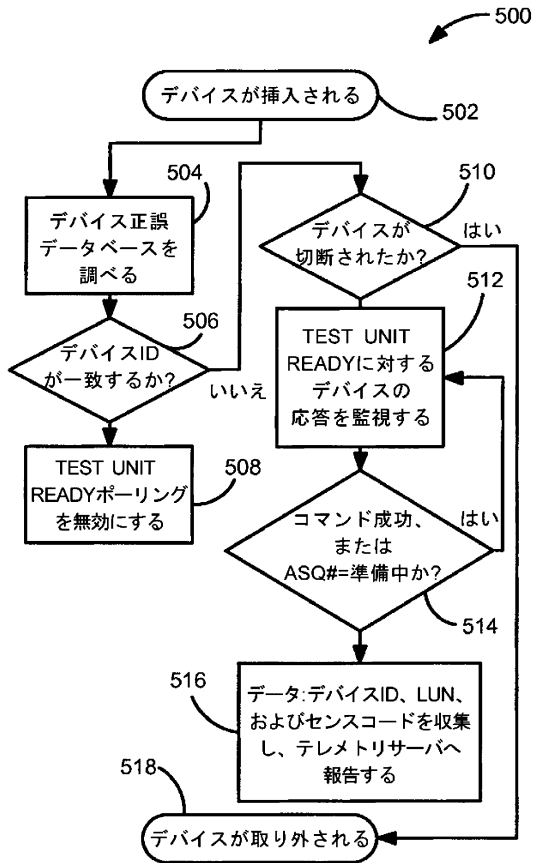 500
デバイスが挿入される
502
504
デバイス正誤
データベースを
調べる
506
デバイスID
が一致するか?
いいえ
TEST UNIT
READYポーリング
を無効にする
508
510
デバイスが
切断されたか?
はい
512
TEST UNIT
READYに対する
デバイスの
応答を監視する
コマンド成功、
または
ASQ#=準備中か?
はい
514
516
データ:デバイスID、LUN、
およびセンスコードを収集
し、テレメトリサーバへ
報告する
518
デバイスが取り外される